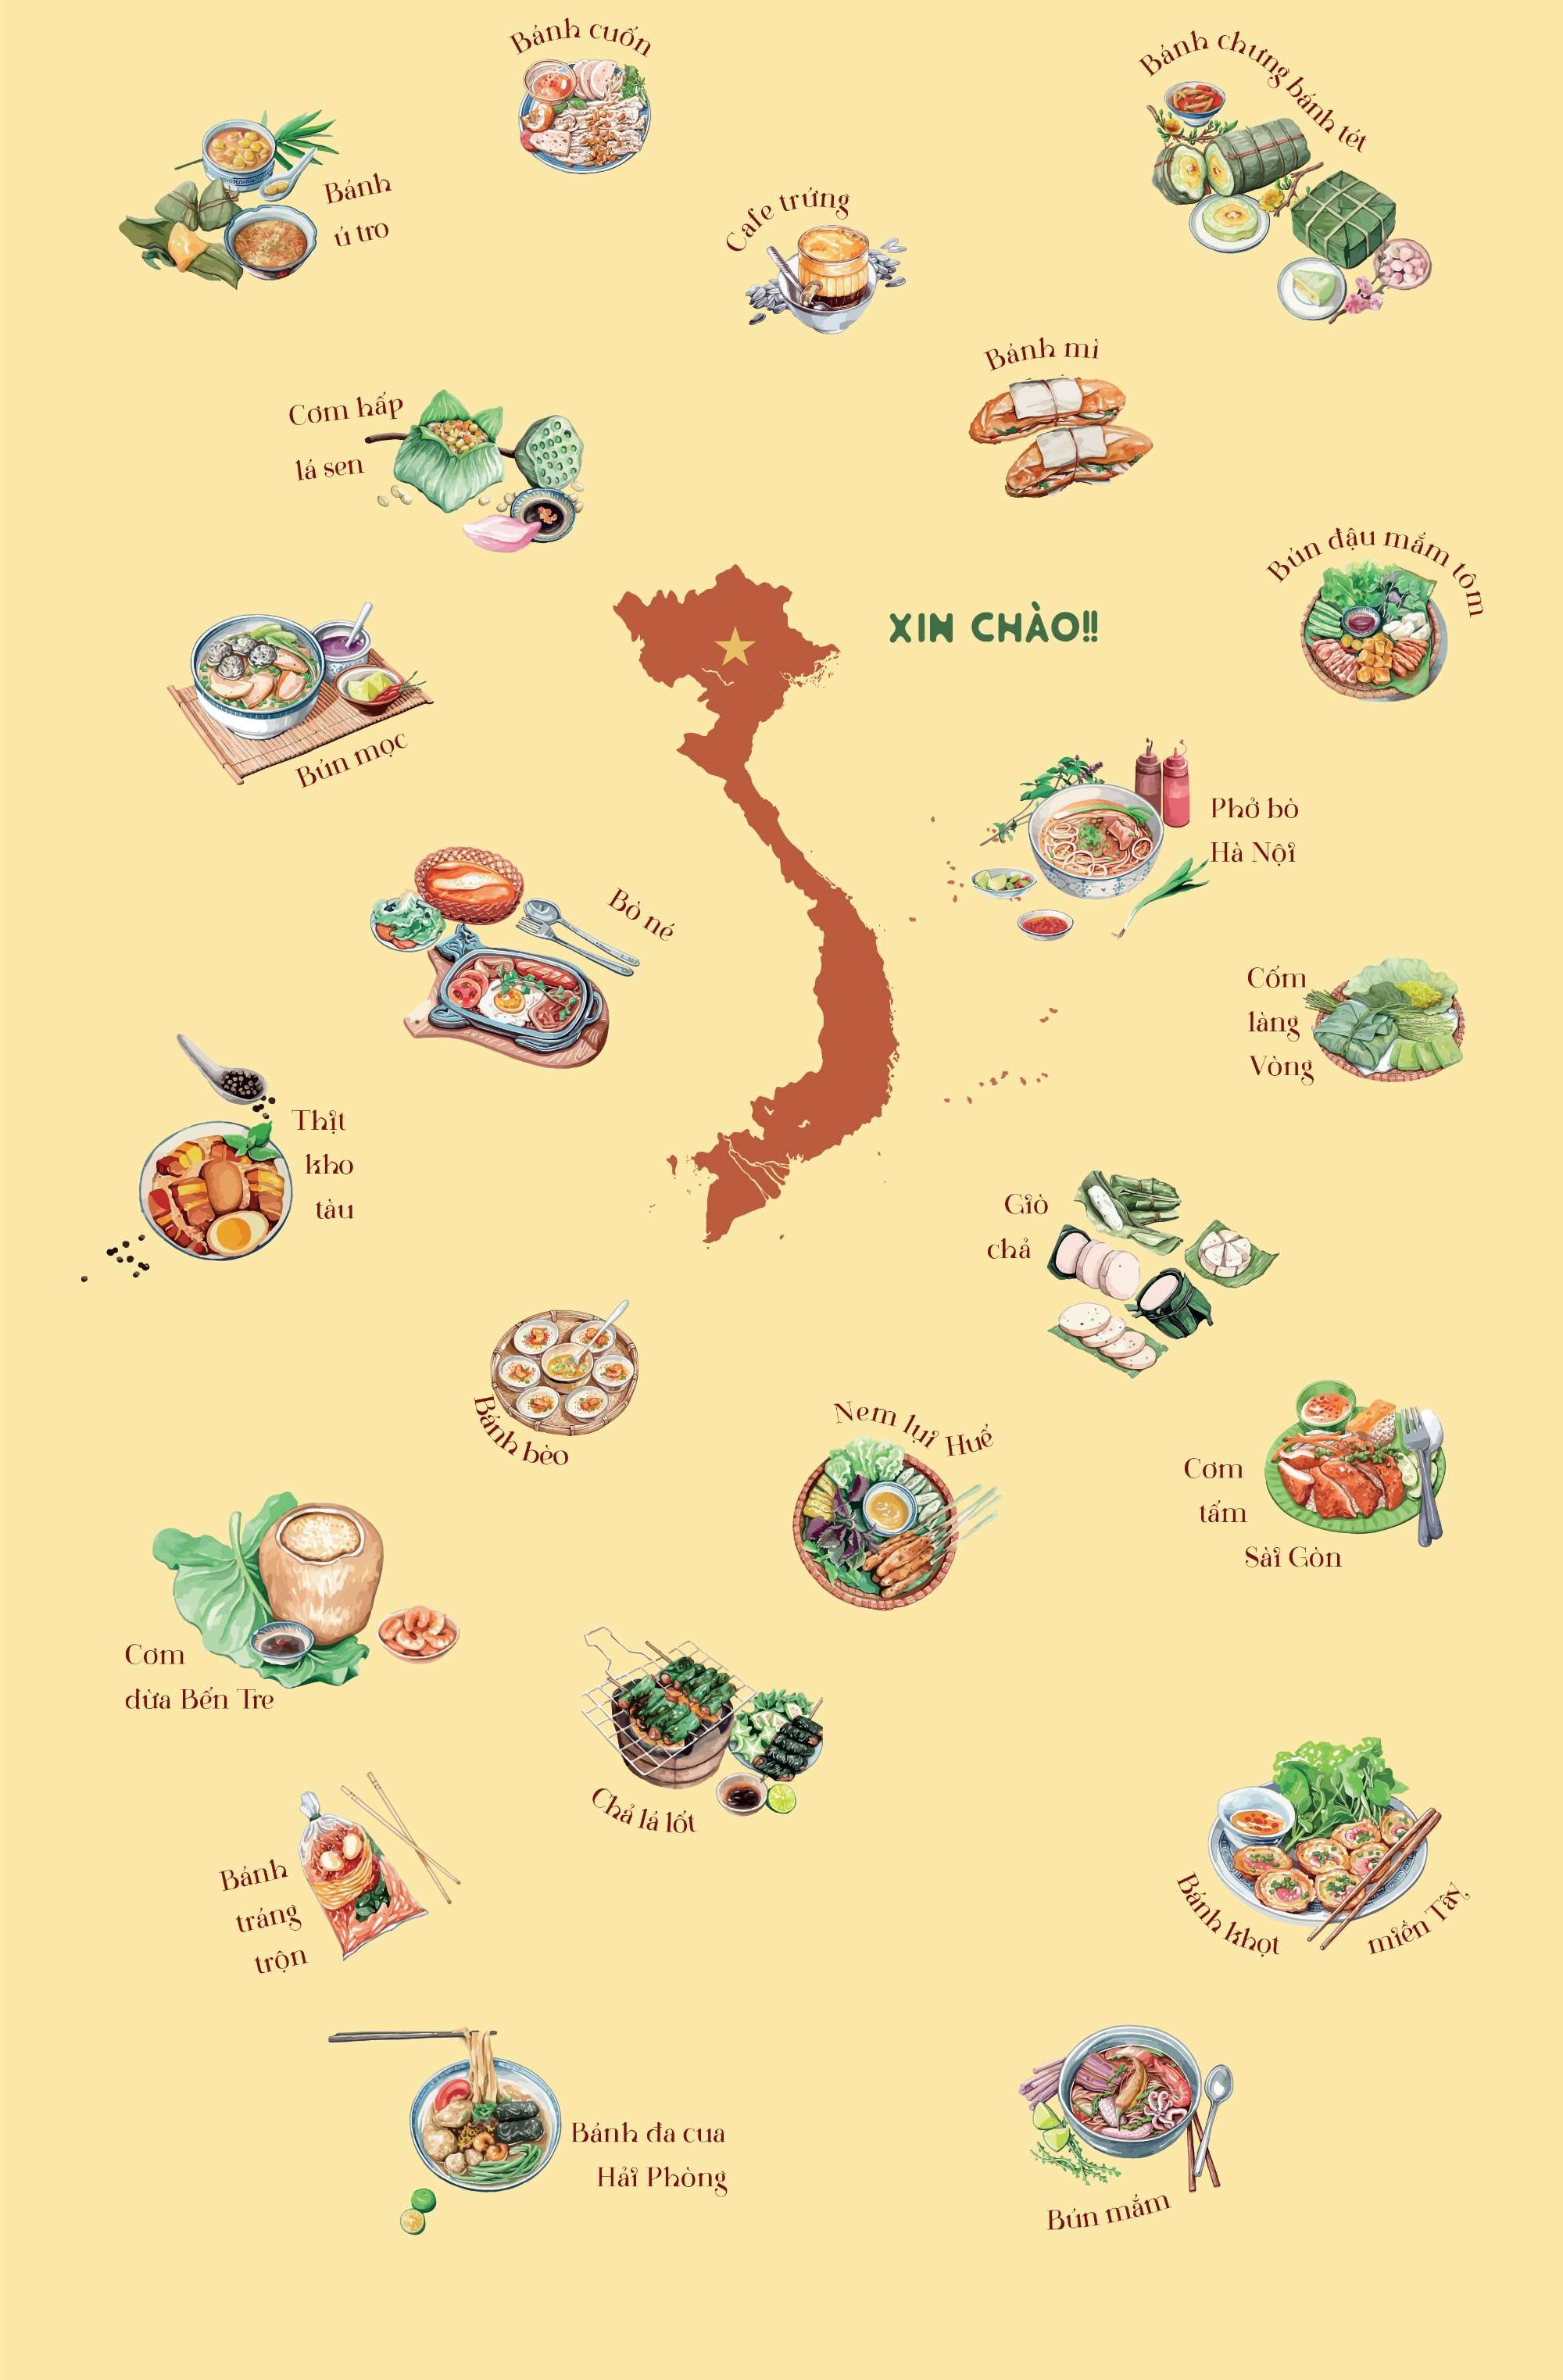 Bánh cuốn
Bánh chưng bánh tét
Bánh
ú tro
Cafe trứng
Bánh mì
Cơm hấp
lá sen
Bún đậu mắm tôm
XIN CHÀO!!
Bún mọc
Phở bò
Hà Nội
Bò né
Cốm
làng
Vòng
Thịt
kho
tàu
Giò
chả
Bánh bèo
Nem lụi Huế
Cơm
tấm
Sài Gòn
Cơm
dừa Bến Tre
Chả lá lốt
Bánh
tráng
trộn
Bánh khọt miền Tây
Bánh đa cua
Hải Phòng
Bún mắm